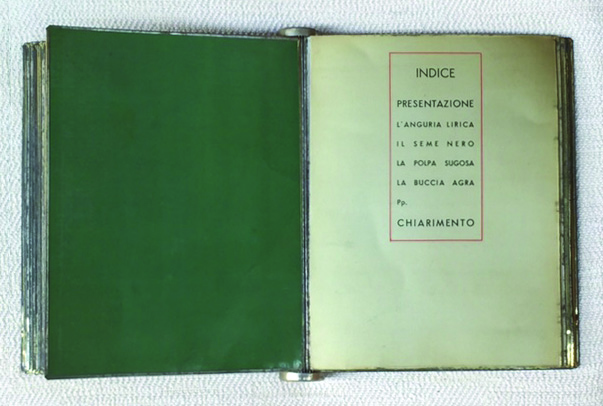 INDICE
PRESENTAZIONE
L'ANGURIA LIRICA
IL SEME NERO
LA POLPA SUGOSA
LA BUCCIA AGRA
Pp.
CHIARIMENTO